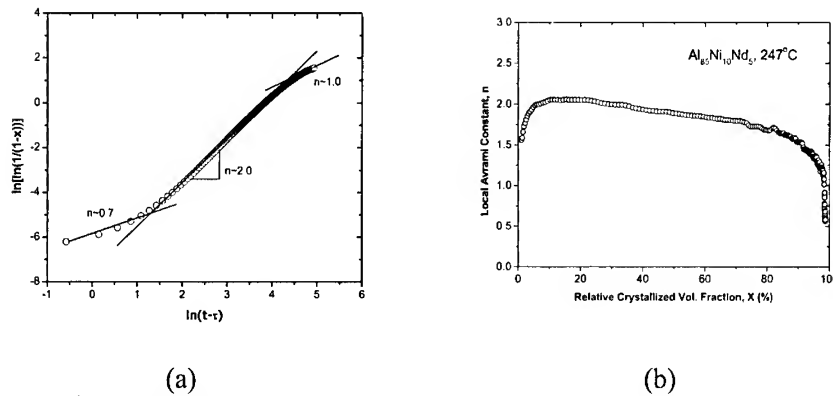 4
2
0
-2
-4
-6
-8
ln[ln(1/(1-x))]
n~1.0
n~2 0
n~0 7
-1 0 1 2 3 4 5 6
ln(t-τ)
(a)
3.0
2.5
2.0
1.5
1.0
0 5
0.0
Local Avrami Constant, n
Al85Ni10Nd5, 247°C
0 20 40 60 80 100
Relative Crystallized Vol. Fraction, X (%)
(b)